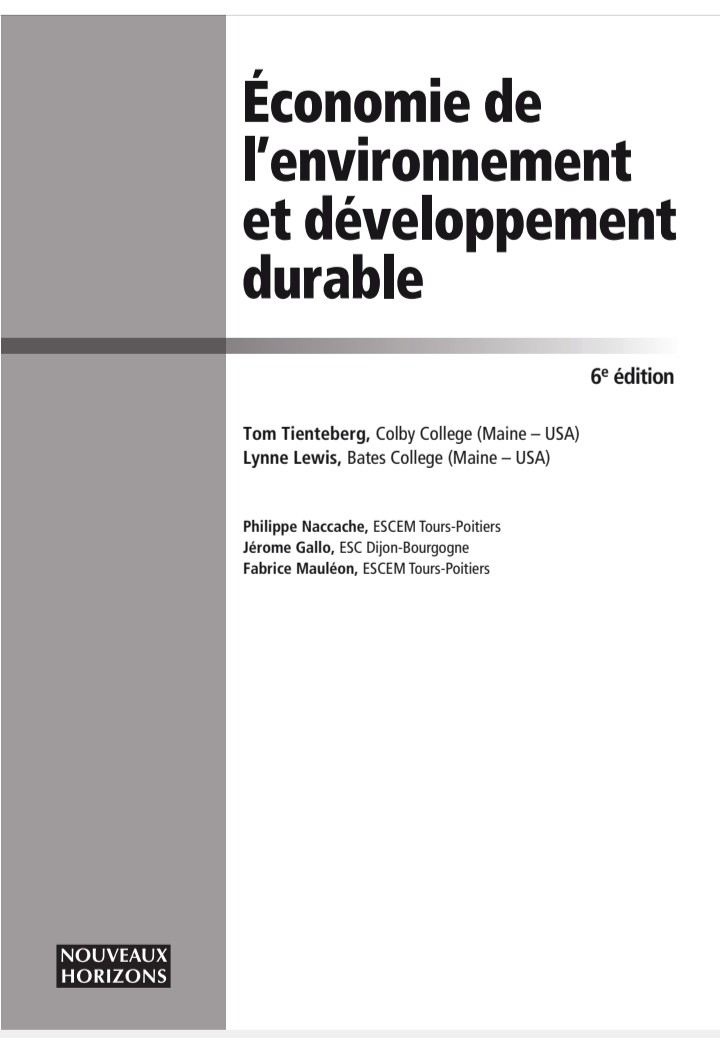 Économie de
l'environnement
et développement
durable
6e édition
Tom Tienteberg, Colby College (Maine – USA)
Lynne Lewis, Bates College (Maine – USA)
Philippe Naccache, ESCEM Tours-Poitiers
Jérome Gallo, ESC Dijon-Bourgogne
Fabrice Mauléon, ESCEM Tours-Poitiers
NOUVEAUX
HORIZONS